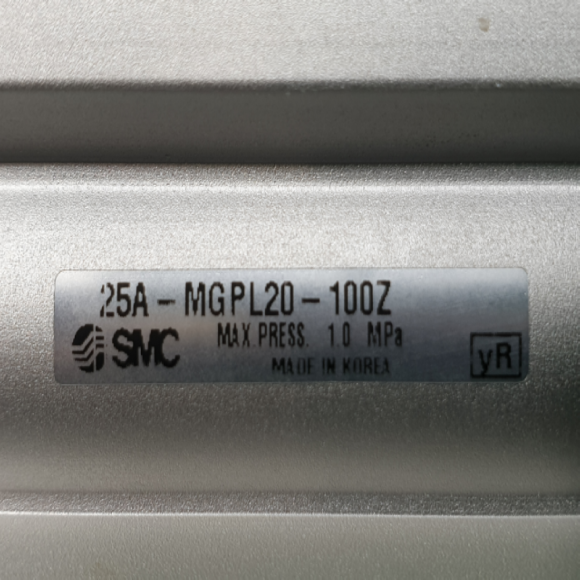 25A-MGPL20-100Z
SMC MAX.PRESS. 1.0 MPa
MADE IN KOREA
yR